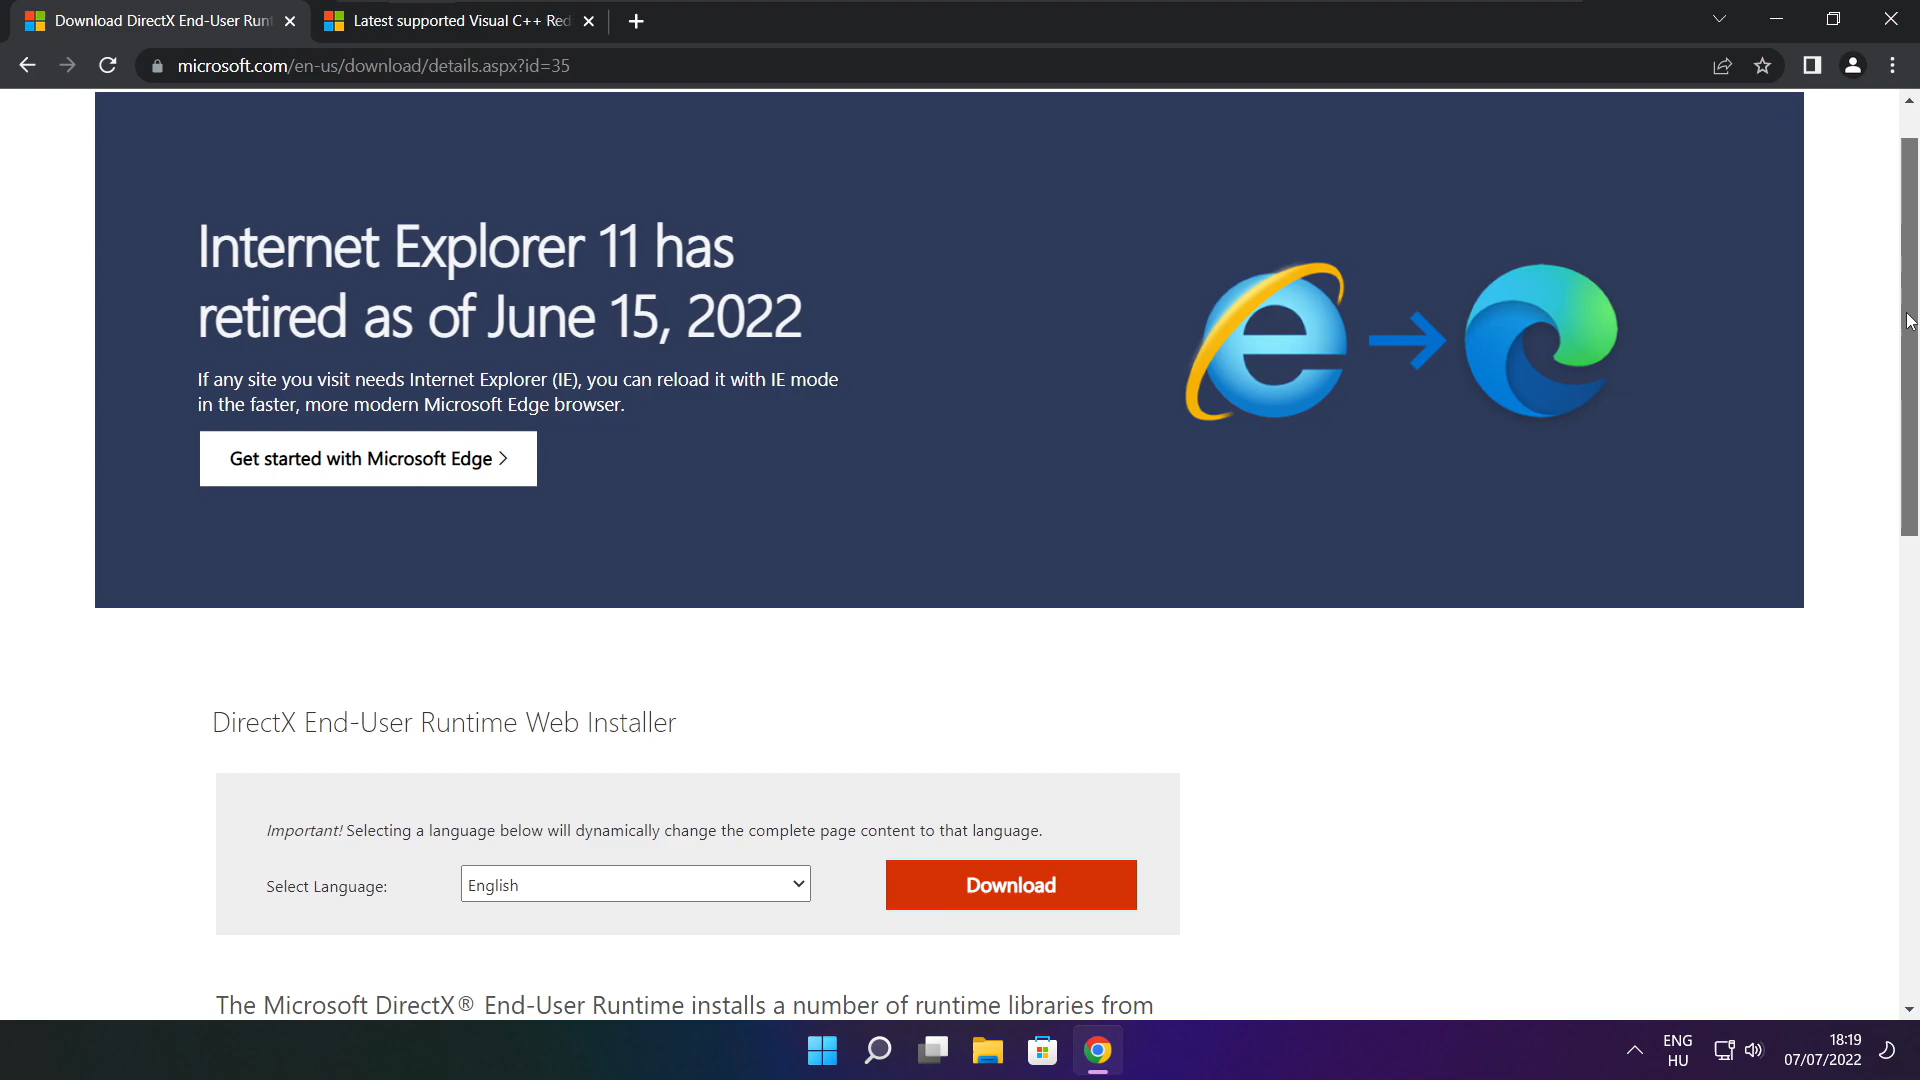 Download DirectX End-User Runt
Latest supported Visual C++ Red
microsoft.com/en-us/download/details.aspx?id=35
Internet Explorer 11 has
retired as of June 15, 2022
If any site you visit needs Internet Explorer (IE), you can reload it with IE mode
in the faster, more modern Microsoft Edge browser.
Get started with Microsoft Edge >
DirectX End-User Runtime Web Installer
Important! Selecting a language below will dynamically change the complete page content to that language.
Select Language:
English
Download
The Microsoft DirectX® End-User Runtime installs a number of runtime libraries from
ENG
HU
18:19
07/07/2022